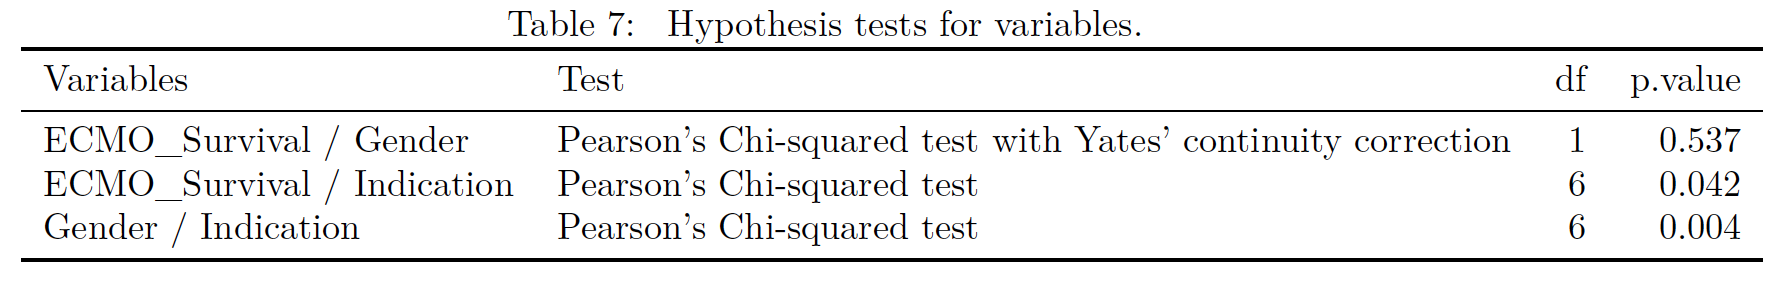 Table 7: Hypothesis tests for variables.
Variables Test df p.value
ECMO_Survival / Gender Pearson’s Chi-squared test with Yates’ continuity correction 1 0.537
ECMO_Survival / Indication Pearson’s Chi-squared test 6 0.042
Gender / Indication Pearson’s Chi-squared test 6 0.004